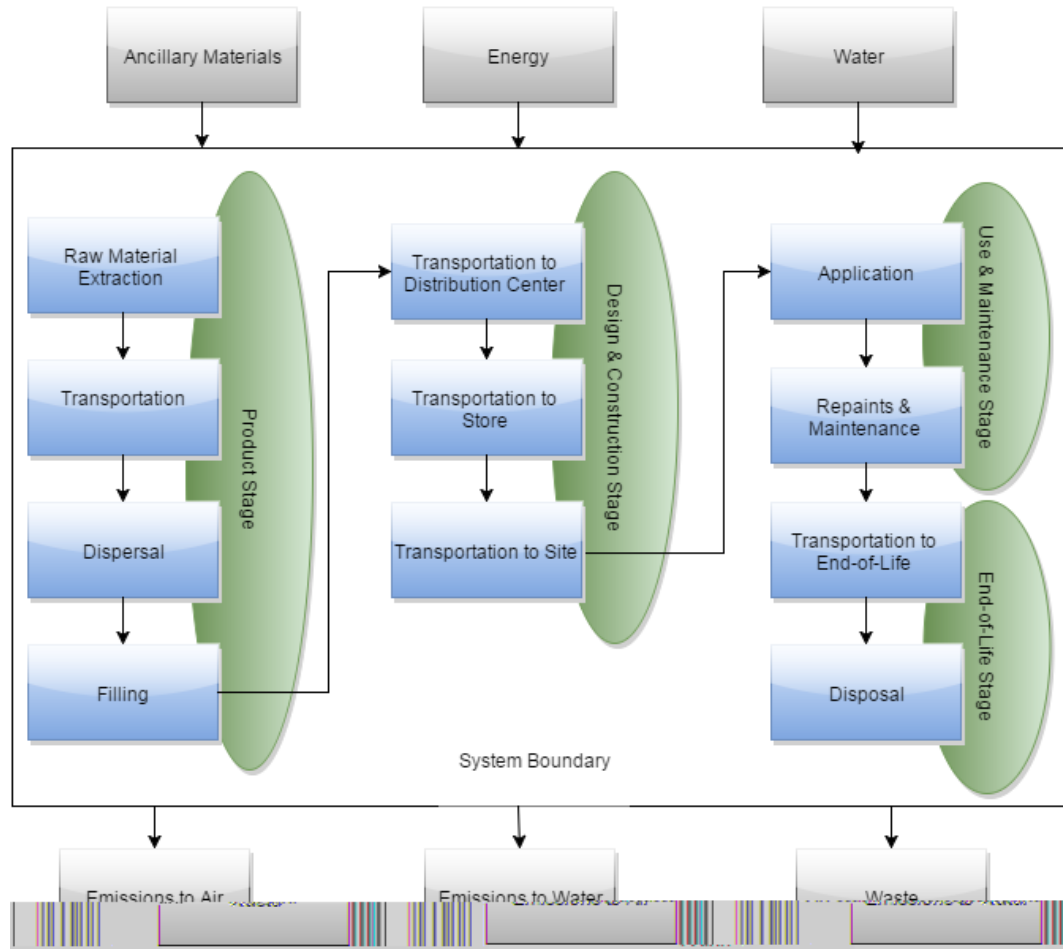 Ancillary Materials
Energy
Water
Raw Material
Extraction
Transportation
Dispersal
Filling
Product Stage
Transportation to
Distribution Center
Transportation to
Store
Transportation to Site
Design & Construction Stage
Application
Repaints &
Maintenance
Use & Maintenance Stage
Transportation to
End-of-Life
Disposal
End-of-Life Stage
System Boundary
Emissions to Air
Emissions to Water
Waste